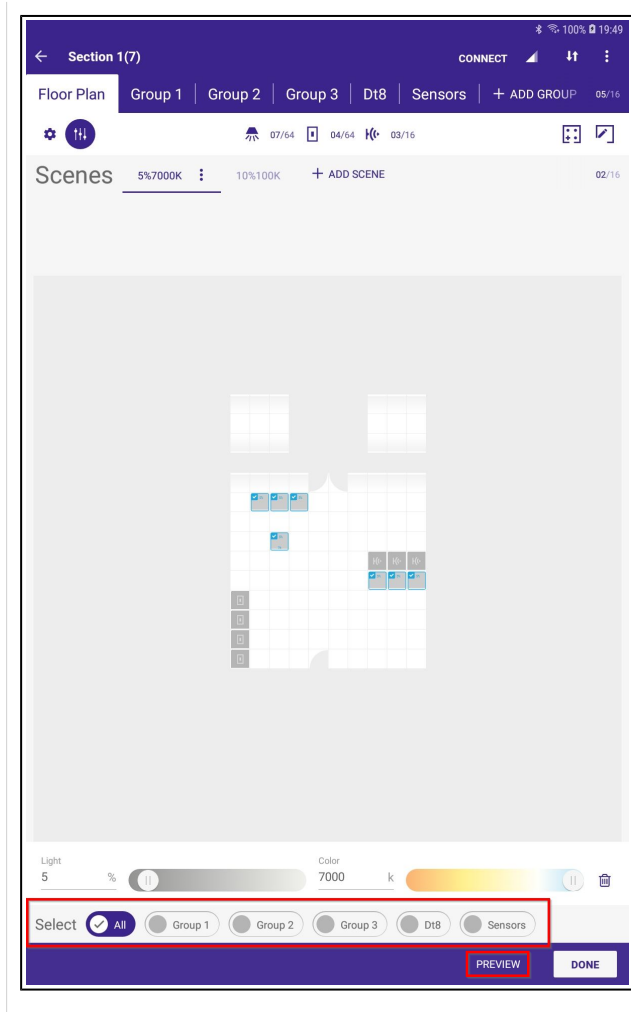 100% 19:49
Section 1(7) CONNECT
Floor Plan Group 1 Group 2 Group 3 Dt8 Sensors + ADD GROUP 05/16
07/64 04/64 03/16
Scenes 5%7000K 10%100K + ADD SCENE 02/16
Light Color
5 % 7000 k
Select All Group 1 Group 2 Group 3 Dt8 Sensors
PREVIEW DONE